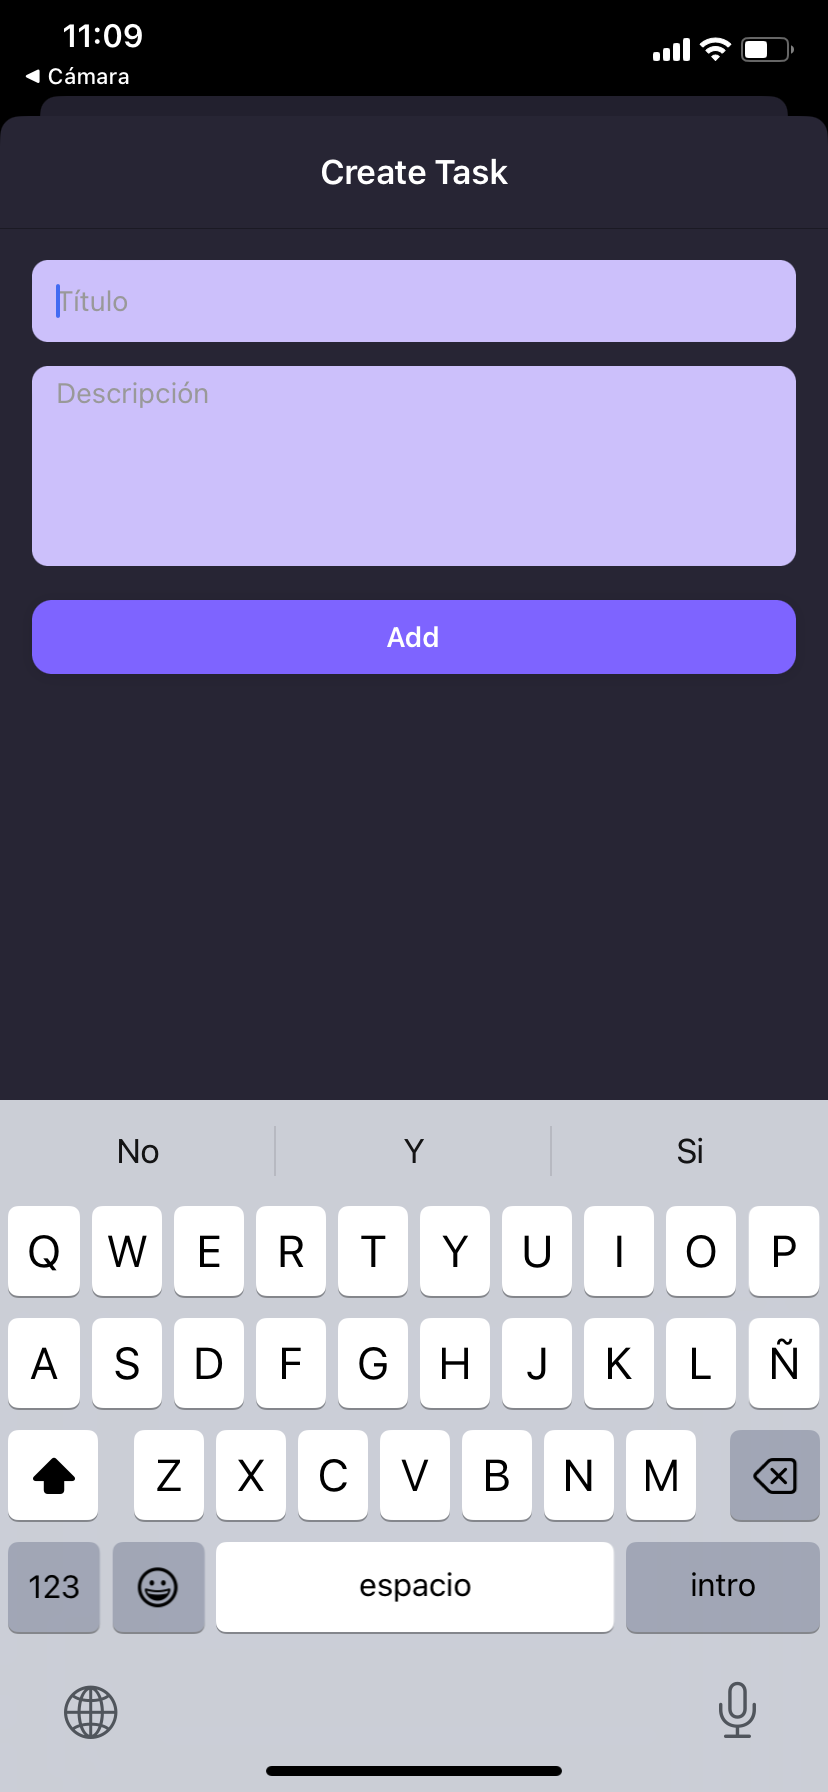 11:09
◀ Cámara
Create Task
Título
Descripción
Add
No Y Si
Q W E R T Y U I O P
A S D F G H J K L Ñ
Z X C V B N M
123 espacio intro